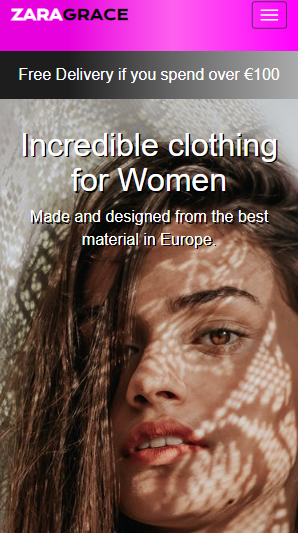 ZARAGRACE
Free Delivery if you spend over €100
Incredible clothing
for Women
Made and designed from the best
material in Europe.